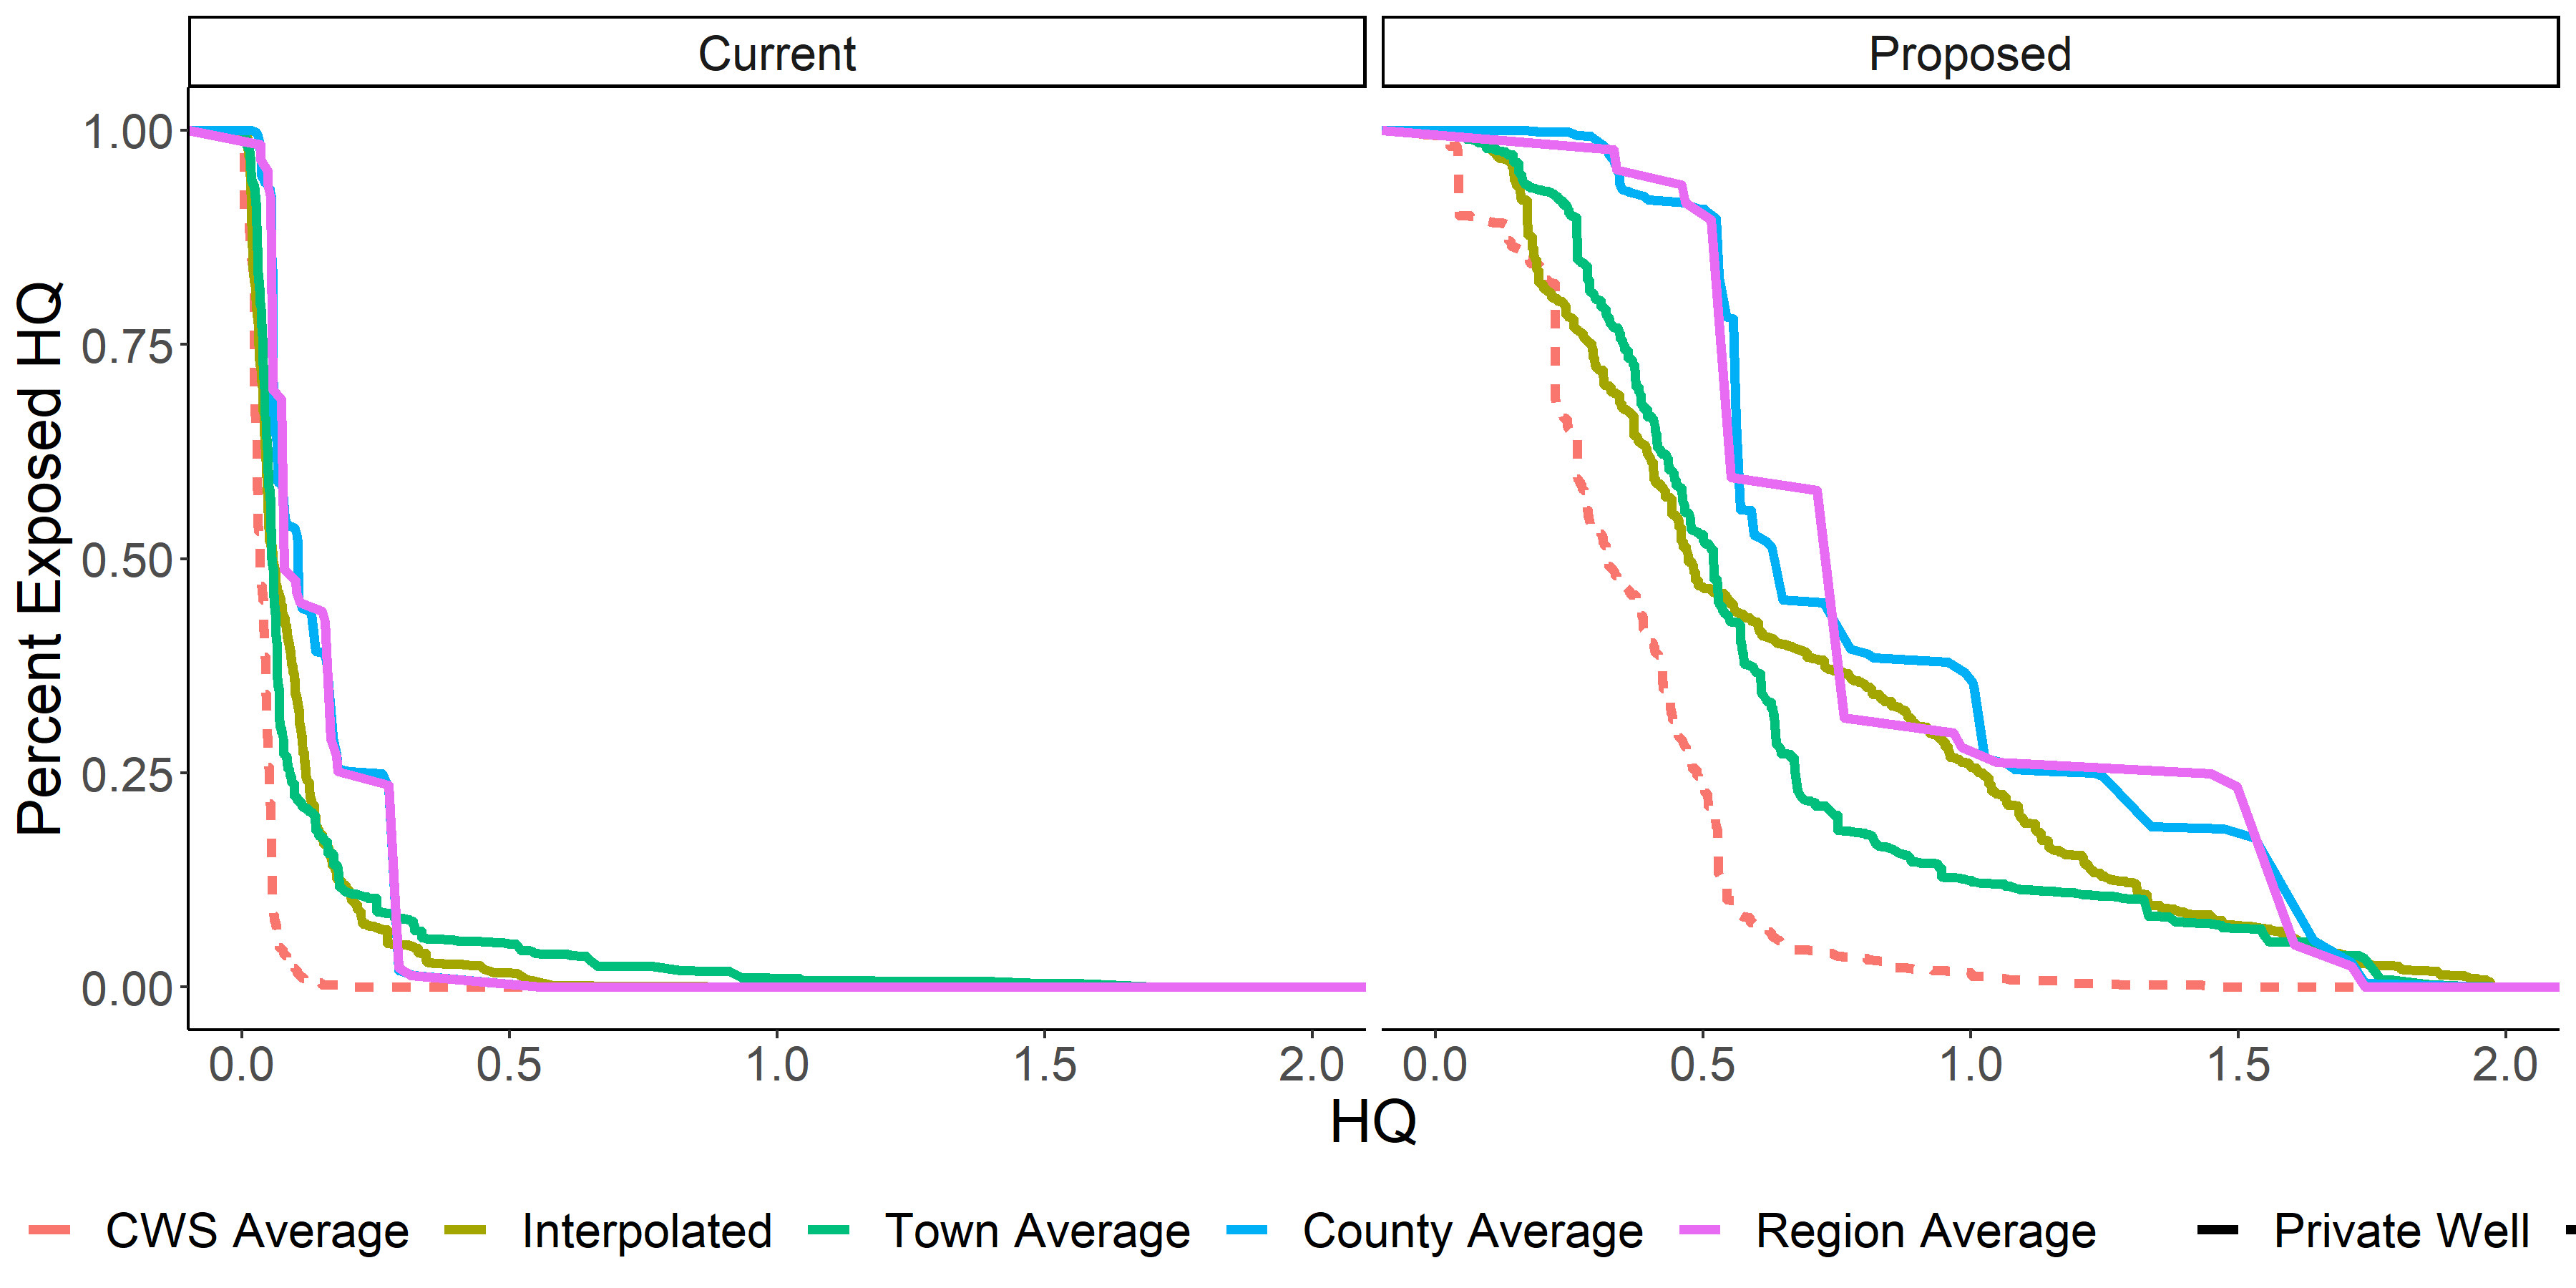 Current
Proposed
Percent Exposed HQ
1.00
0.75
0.50
0.25
0.00
0.0 0.5 1.0 1.5 2.0
0.0 0.5 1.0 1.5 2.0
HQ
CWS Average Interpolated Town Average County Average Region Average Private Well